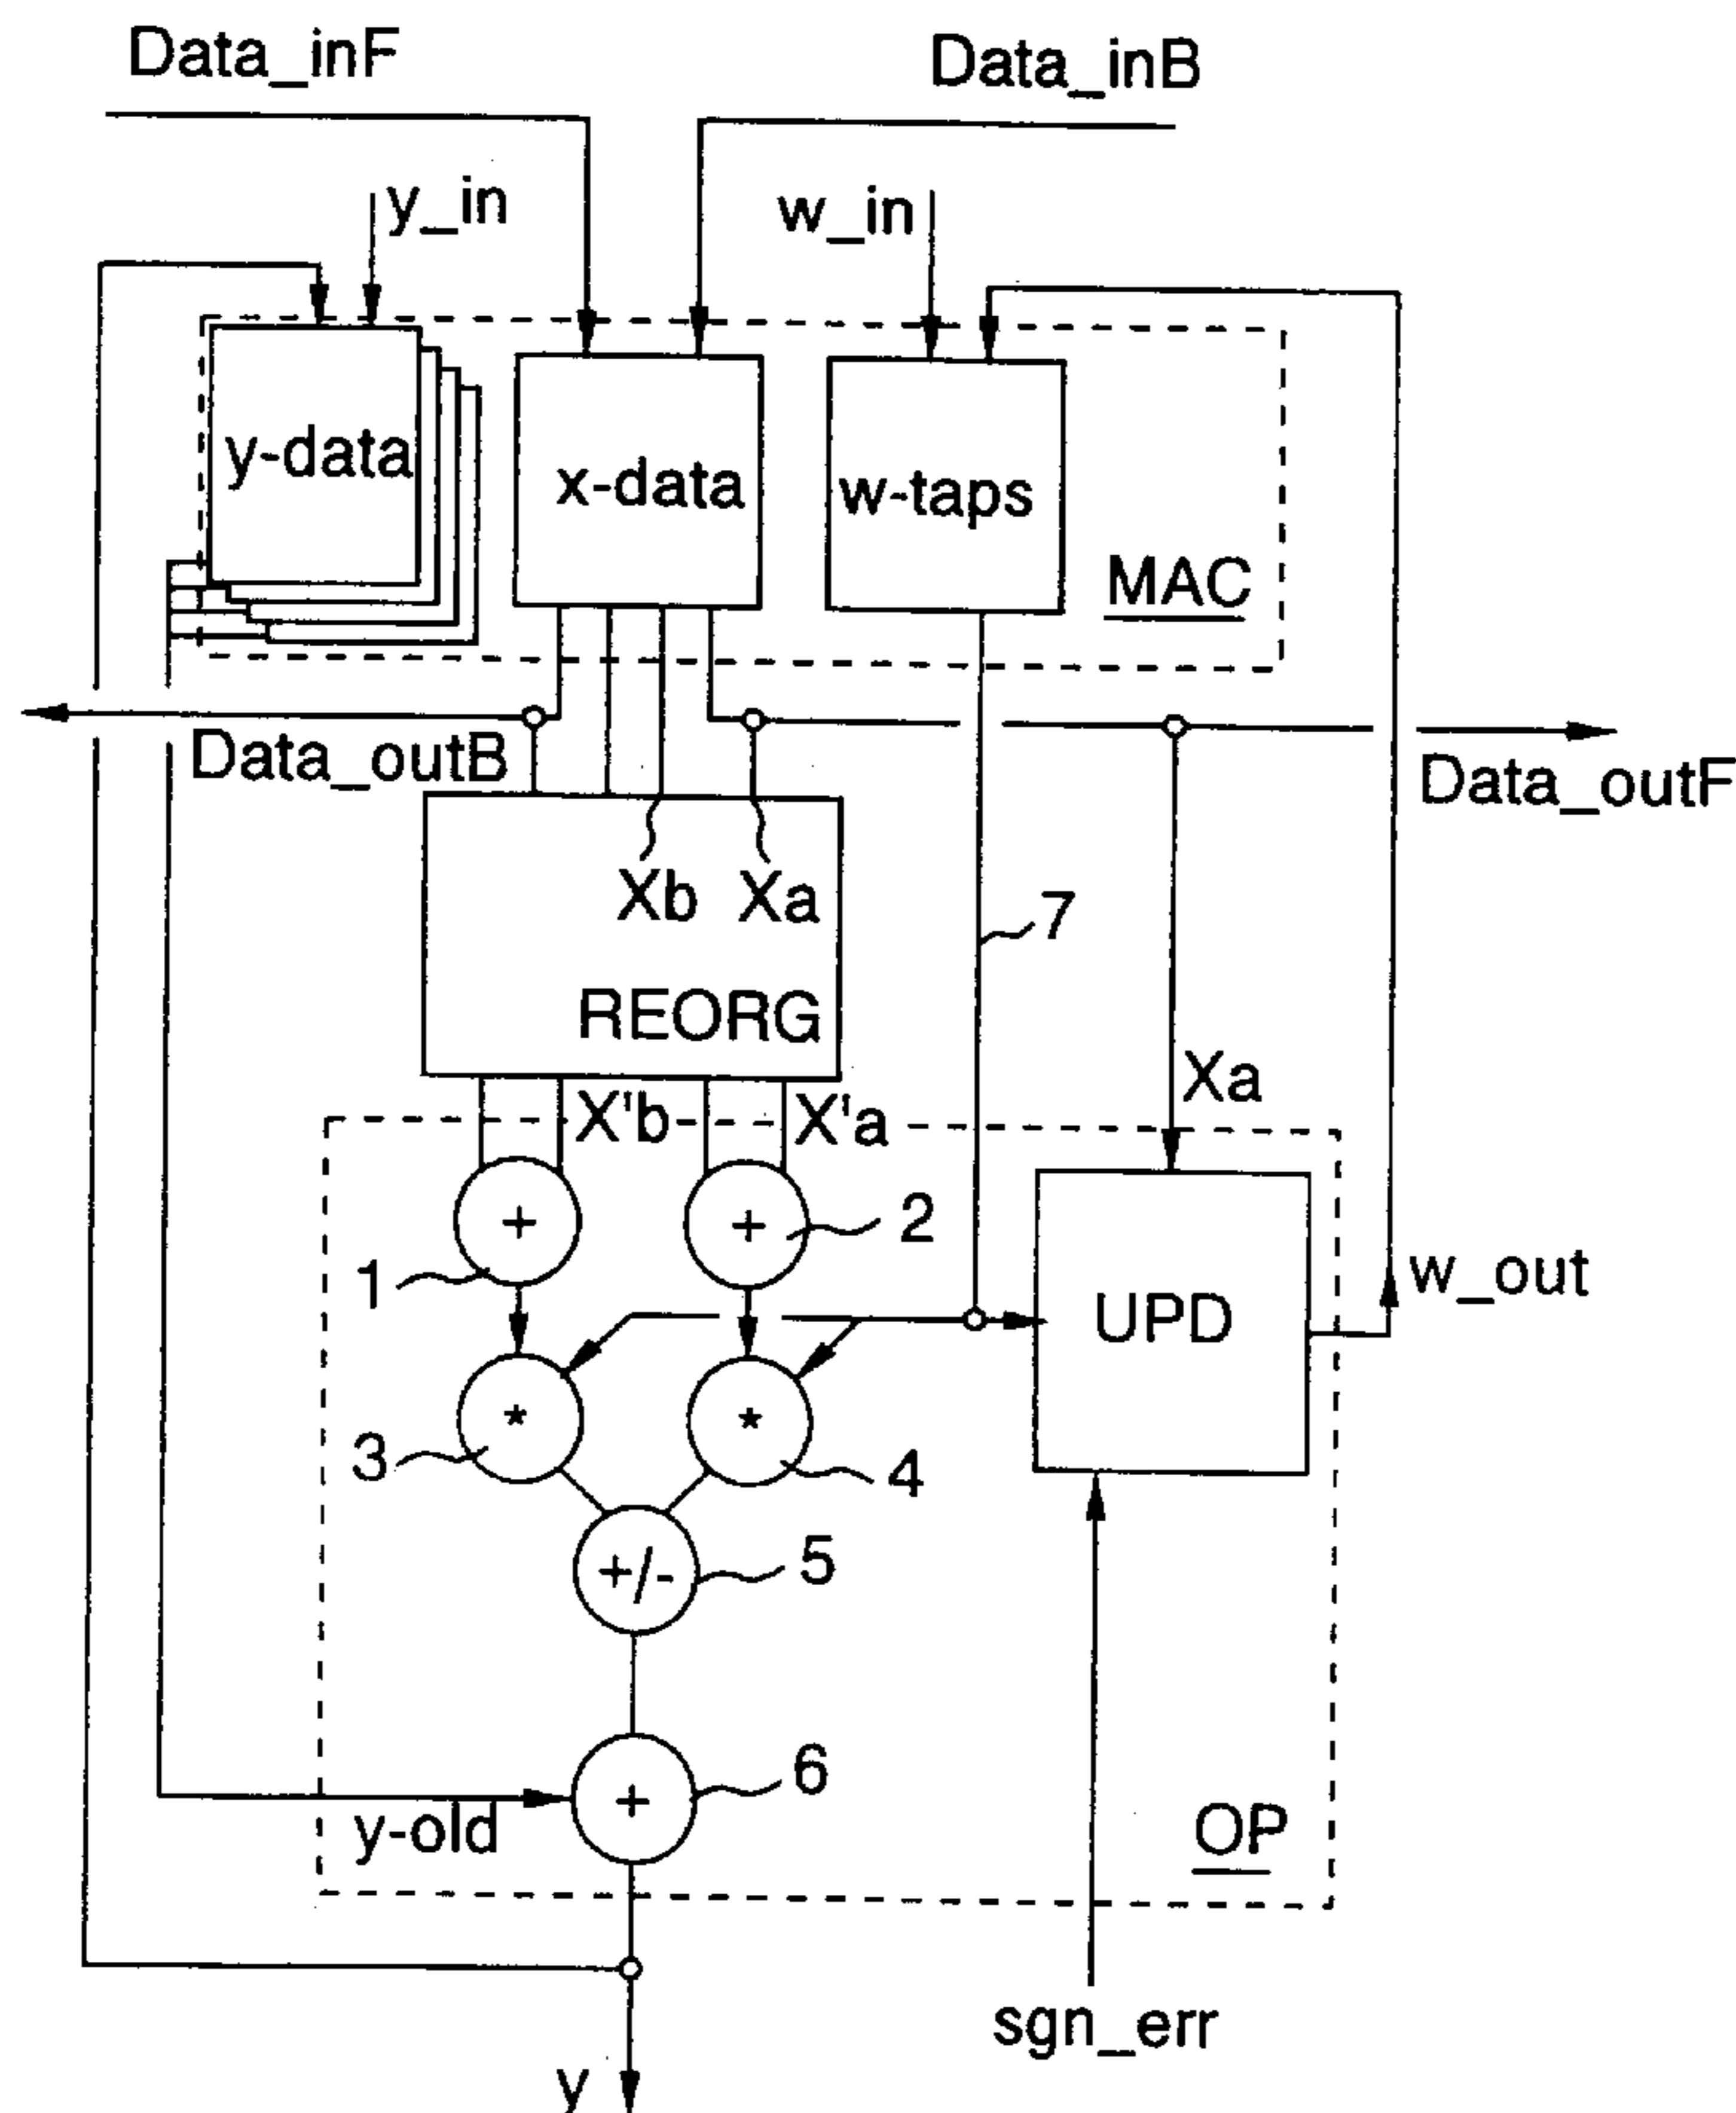 Data_inF
Data_inB
y_in
w_in
y-data
x-data
w-taps
MAC
Data_outB
Data_outF
Xb
Xa
7
REORG
Xa
X'b
X'a
+
+
2
1
w_out
UPD
*
*
3
4
+/-
5
6
+
y-old
OP
sgn_err
y